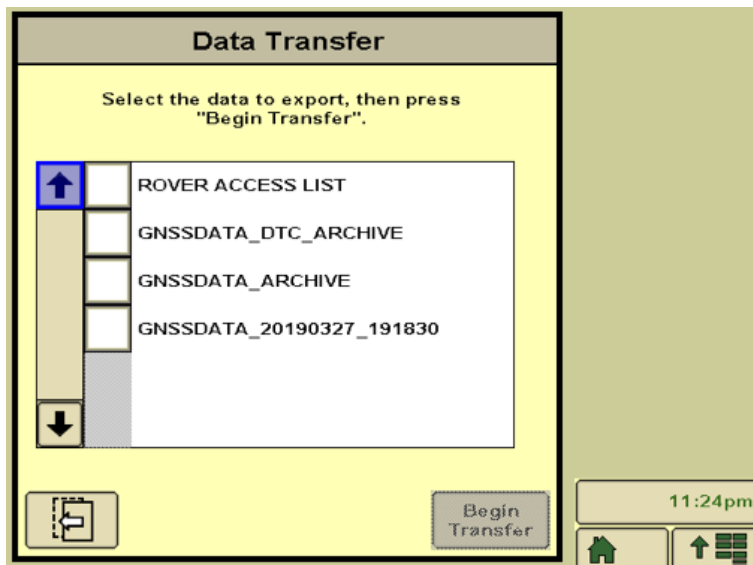 Data Transfer
Select the data to export, then press
"Begin Transfer".
ROVER ACCESS LIST
GNSSDATA_DTC_ARCHIVE
GNSSDATA_ARCHIVE
GNSSDATA_20190327_191830
Begin
Transfer
11:24pm